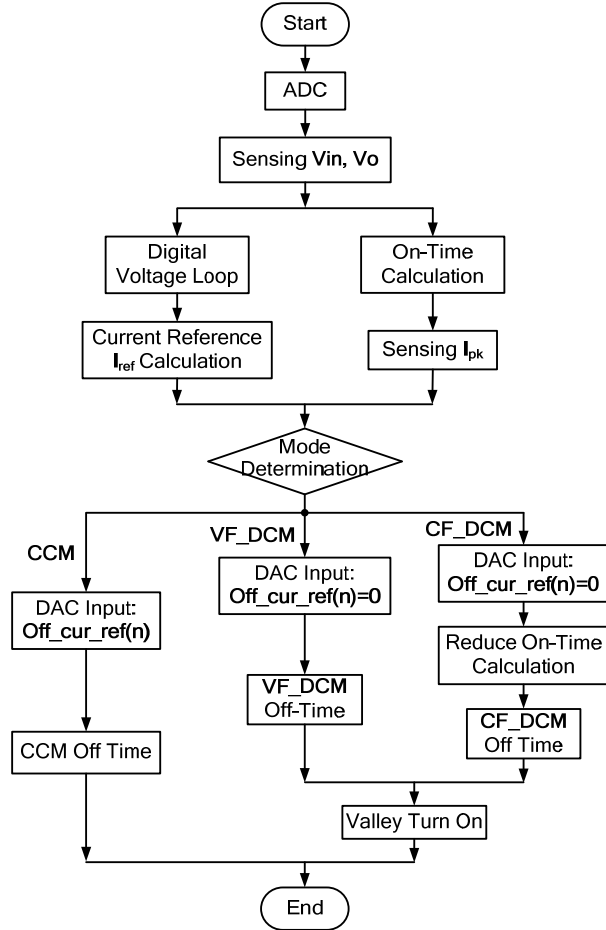 Start
ADC
Sensing Vin, Vo
Digital
Voltage Loop
On-Time
Calculation
Current Reference
Iref Calculation
Sensing Ipk
Mode
Determination
CCM
VF_DCM
CF_DCM
DAC Input:
Off_cur_ref(n)
DAC Input:
Off_cur_ref(n)=0
DAC Input:
Off_cur_ref(n)=0
Reduce On-Time
Calculation
VF_DCM
Off-Time
CF_DCM
Off Time
CCM Off Time
Valley Turn On
End